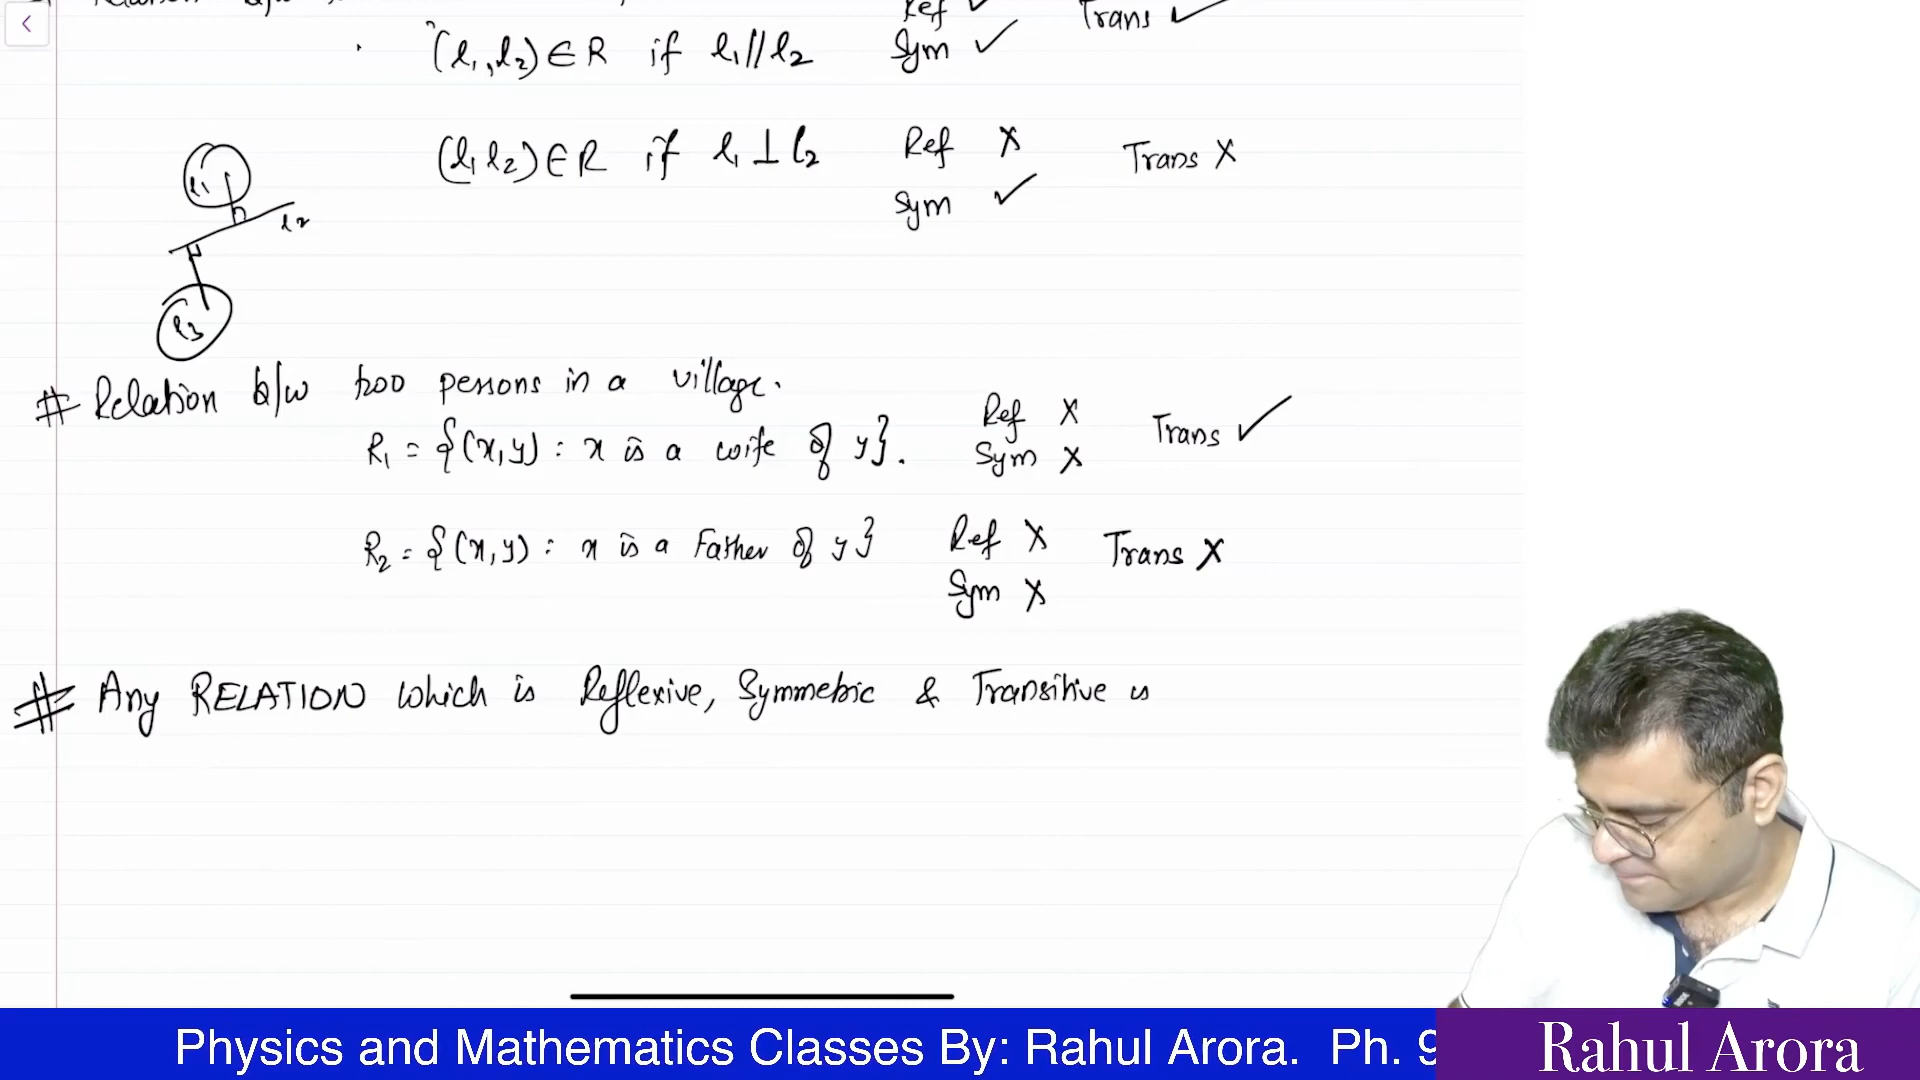 Relation b/w
Ref ✓ Trans ✓
(l₁, l₂) ∈ R if l₁ // l₂ Sym ✓
(l₁ l₂) ∈ R if l₁ ⊥ l₂ Ref X Trans X
Sym ✓
l₁
l₂
l₃
# Relation b/w two persons in a village.
R₁ = {(x,y) : x is a wife of y}. Ref X Trans ✓
Sym X
R₂ = {(x,y) : x is a Father of y} Ref X Trans X
Sym X
# Any RELATION which is Reflexive, Symmetric & Transitive is
Physics and Mathematics Classes By: Rahul Arora. Ph. 9
Rahul Arora